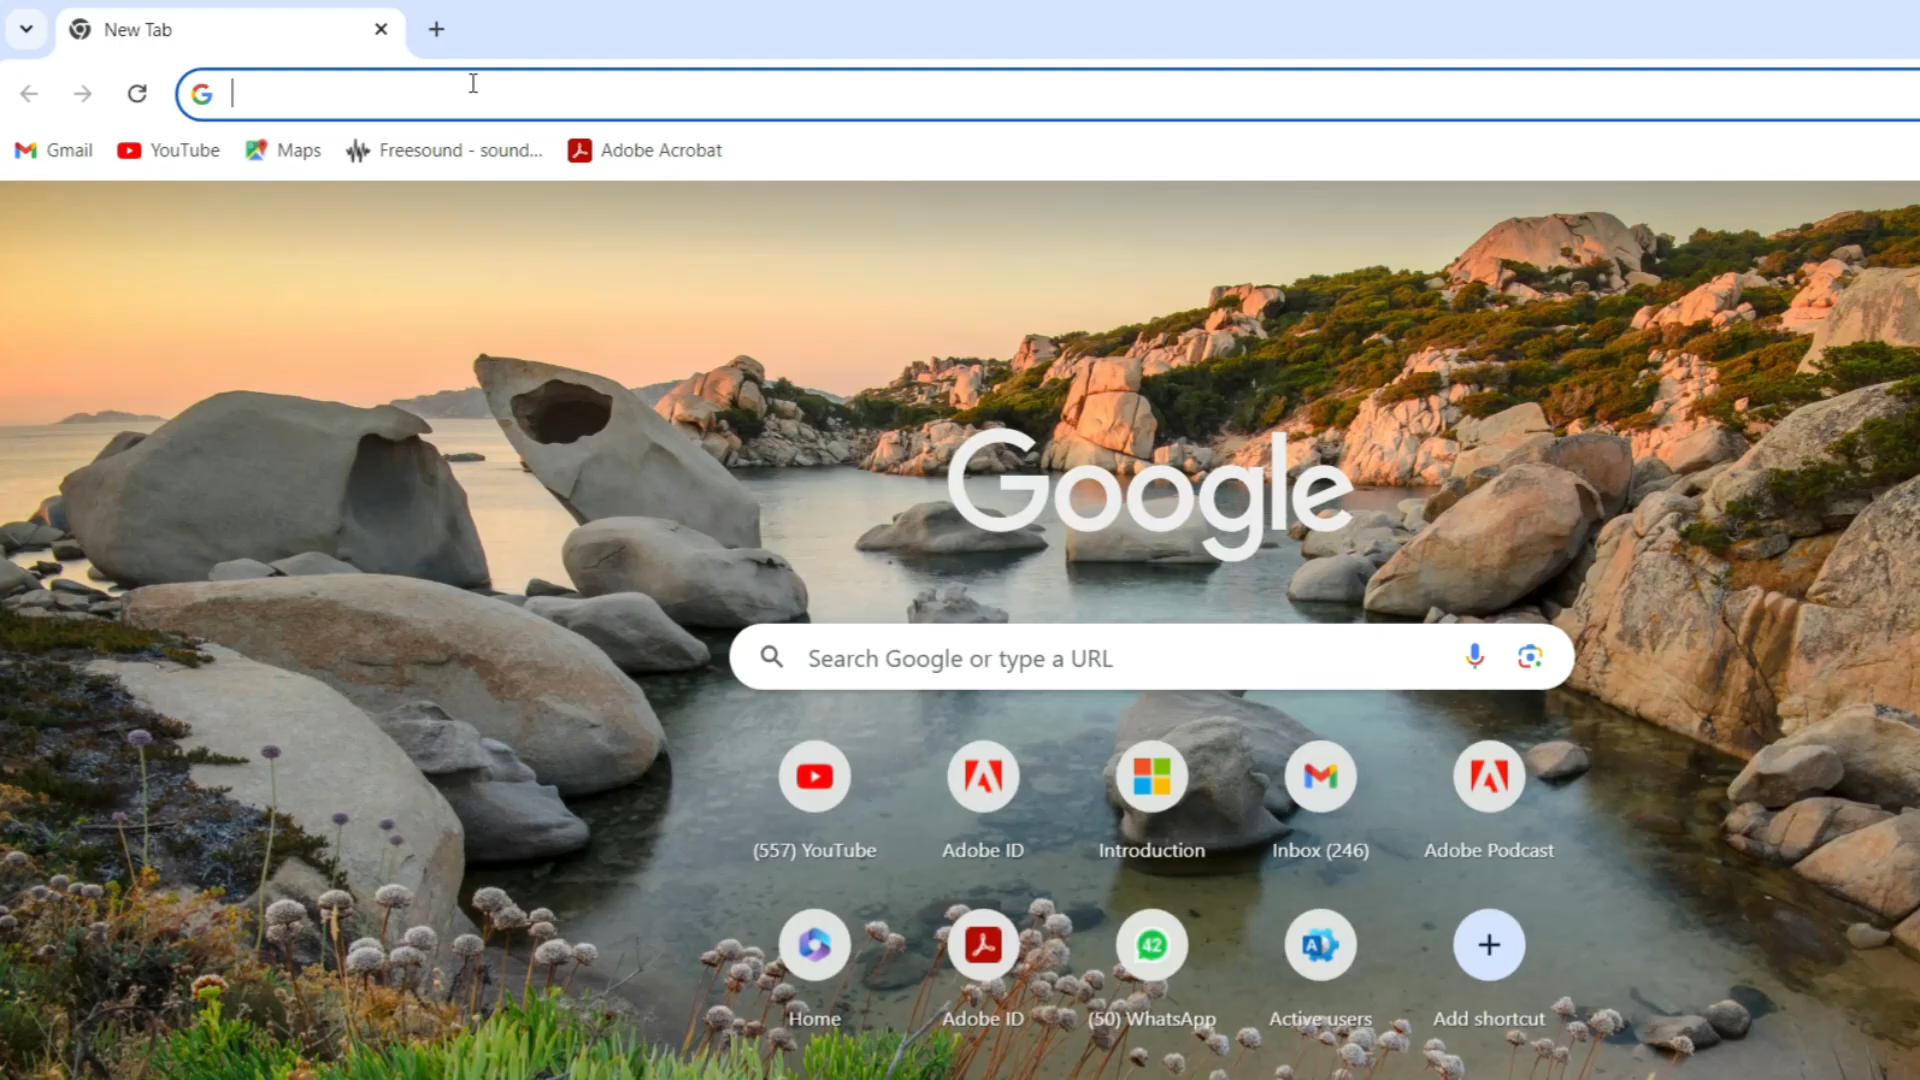 New Tab
Gmail YouTube Maps Freesound - sound... Adobe Acrobat
Google
Search Google or type a URL
(557) YouTube Adobe ID Introduction Inbox (246) Adobe Podcast
42
Home Adobe ID (50) WhatsApp Active users Add shortcut